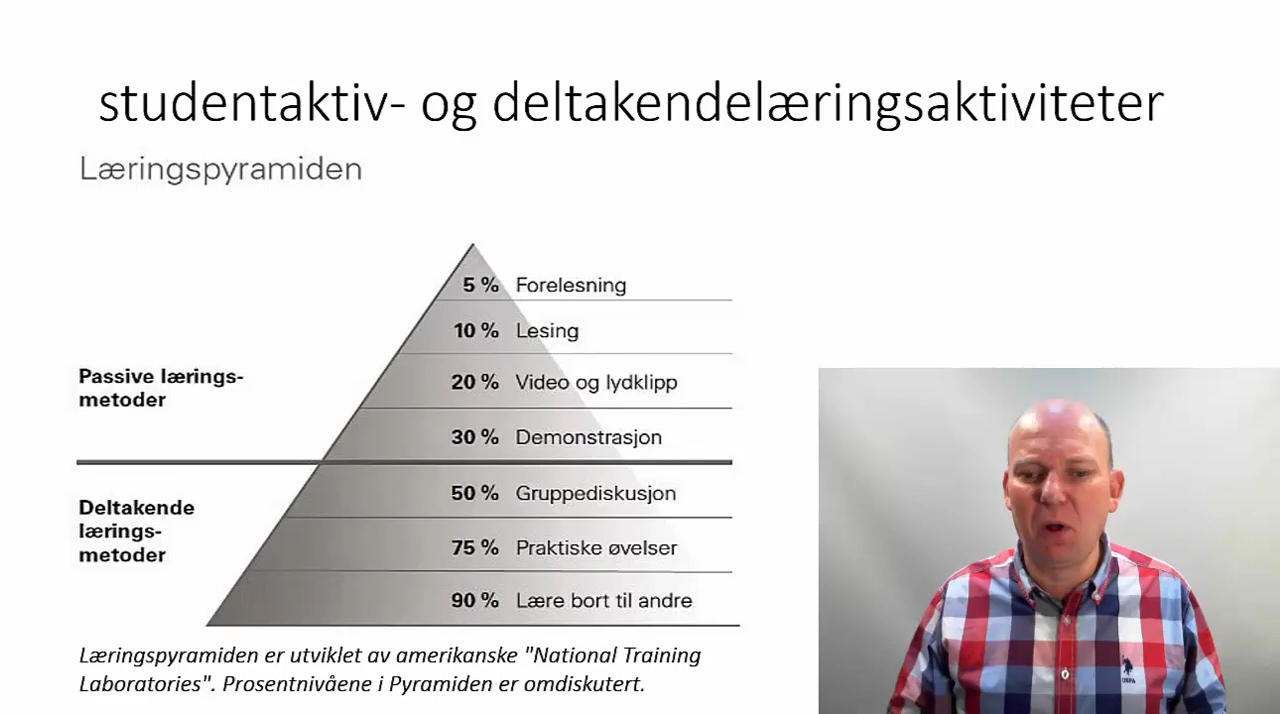 studentaktiv- og deltakendelæringsaktiviteter
Læringspyramiden
5 % Forelesning
10 % Lesing
20 % Video og lydklipp
30 % Demonstrasjon
Passive lærings-
metoder
50 % Gruppediskusjon
75 % Praktiske øvelser
90 % Lære bort til andre
Deltakende
lærings-
metoder
Læringspyramiden er utviklet av amerikanske "National Training
Laboratories". Prosentnivåene i Pyramiden er omdiskutert.
USPA